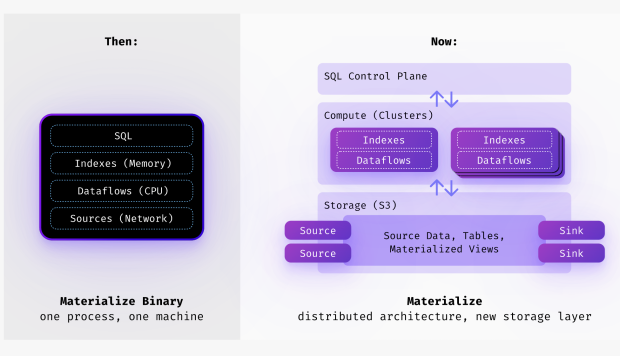 Then:
SQL
Indexes (Memory)
Dataflows (CPU)
Sources (Network)
Materialize Binary
one process, one machine
Now:
SQL Control Plane
Compute (Clusters)
Indexes
Dataflows
Indexes
Dataflows
Storage (S3)
Source
Source
Source Data, Tables,
Materialized Views
Sink
Sink
Materialize
distributed architecture, new storage layer